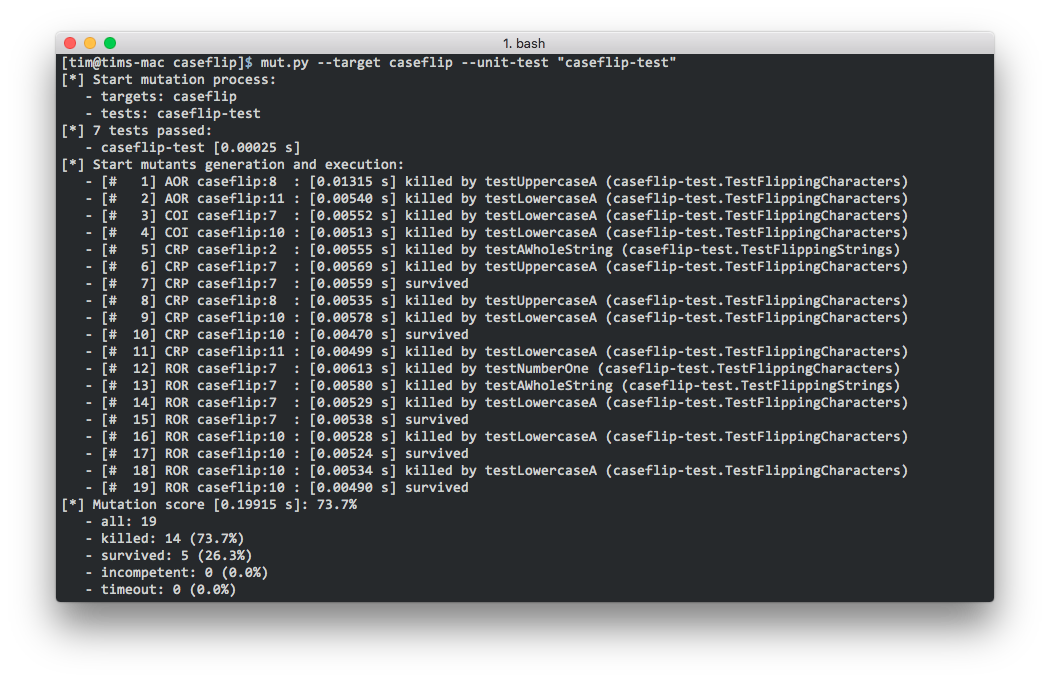 1. bash
[tim@tims-mac caseflip]$ mut.py --target caseflip --unit-test "caseflip-test"
[*] Start mutation process:
   - targets: caseflip
   - tests: caseflip-test
[*] 7 tests passed:
   - caseflip-test [0.00025 s]
[*] Start mutants generation and execution:
   - [#   1] AOR caseflip:8  : [0.01315 s] killed by testUppercaseA (caseflip-test.TestFlippingCharacters)
   - [#   2] AOR caseflip:11 : [0.00540 s] killed by testLowercaseA (caseflip-test.TestFlippingCharacters)
   - [#   3] COI caseflip:7  : [0.00552 s] killed by testLowercaseA (caseflip-test.TestFlippingCharacters)
   - [#   4] COI caseflip:10 : [0.00513 s] killed by testLowercaseA (caseflip-test.TestFlippingCharacters)
   - [#   5] CRP caseflip:2  : [0.00555 s] killed by testAWholeString (caseflip-test.TestFlippingStrings)
   - [#   6] CRP caseflip:7  : [0.00569 s] killed by testUppercaseA (caseflip-test.TestFlippingCharacters)
   - [#   7] CRP caseflip:7  : [0.00559 s] survived
   - [#   8] CRP caseflip:8  : [0.00535 s] killed by testUppercaseA (caseflip-test.TestFlippingCharacters)
   - [#   9] CRP caseflip:10 : [0.00578 s] killed by testLowercaseA (caseflip-test.TestFlippingCharacters)
   - [#  10] CRP caseflip:10 : [0.00470 s] survived
   - [#  11] CRP caseflip:11 : [0.00499 s] killed by testLowercaseA (caseflip-test.TestFlippingCharacters)
   - [#  12] ROR caseflip:7  : [0.00613 s] killed by testNumberOne (caseflip-test.TestFlippingCharacters)
   - [#  13] ROR caseflip:7  : [0.00580 s] killed by testAWholeString (caseflip-test.TestFlippingStrings)
   - [#  14] ROR caseflip:7  : [0.00529 s] killed by testLowercaseA (caseflip-test.TestFlippingCharacters)
   - [#  15] ROR caseflip:7  : [0.00538 s] survived
   - [#  16] ROR caseflip:10 : [0.00528 s] killed by testLowercaseA (caseflip-test.TestFlippingCharacters)
   - [#  17] ROR caseflip:10 : [0.00524 s] survived
   - [#  18] ROR caseflip:10 : [0.00534 s] killed by testLowercaseA (caseflip-test.TestFlippingCharacters)
   - [#  19] ROR caseflip:10 : [0.00490 s] survived
[*] Mutation score [0.19915 s]: 73.7%
   - all: 19
   - killed: 14 (73.7%)
   - survived: 5 (26.3%)
   - incompetent: 0 (0.0%)
   - timeout: 0 (0.0%)